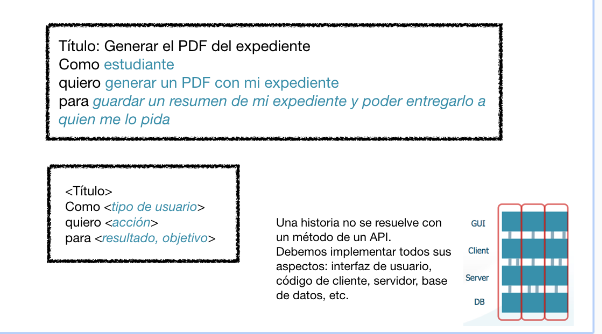 Título: Generar el PDF del expediente
Como estudiante
quiero generar un PDF con mi expediente
para guardar un resumen de mi expediente y poder entregarlo a
quien me lo pida
<Título>
Como <tipo de usuario>
quiero <acción>
para <resultado, objetivo>
Una historia no se resuelve con
un método de un API.
Debemos implementar todos sus
aspectos: interfaz de usuario,
código de cliente, servidor, base
de datos, etc.
GUI
Client
Server
DB